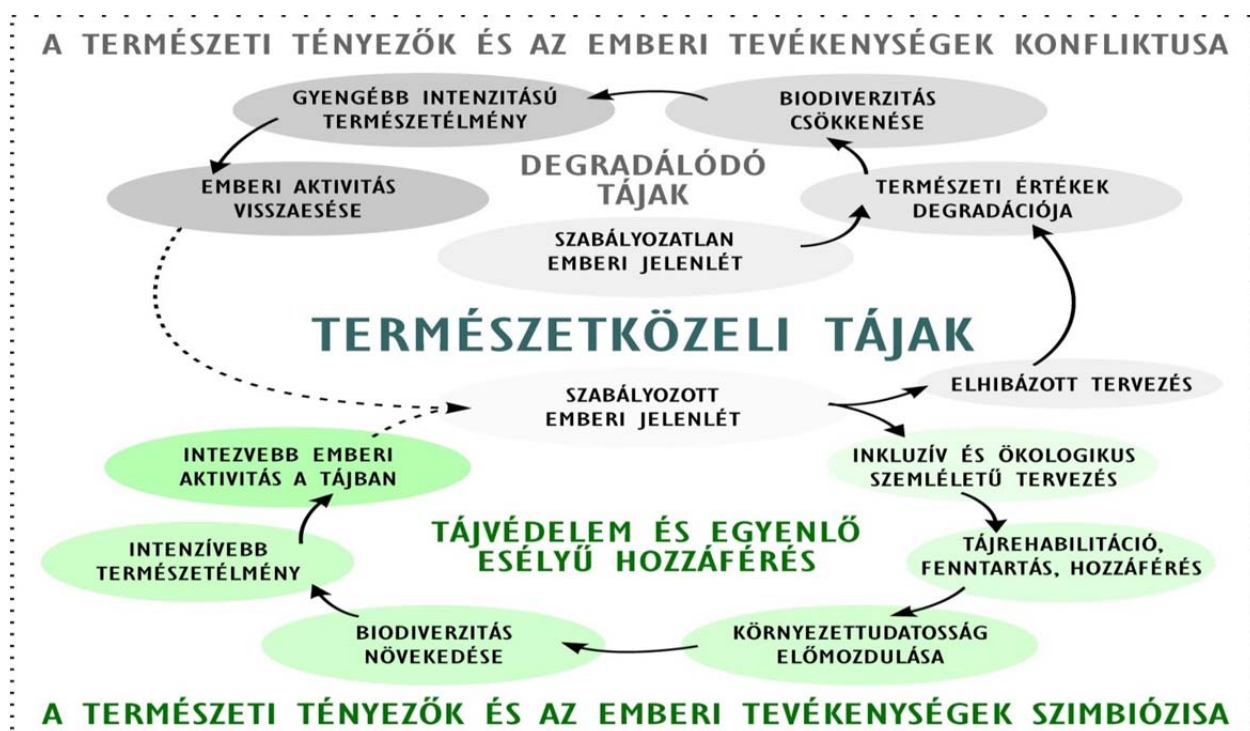 A TERMÉSZETI TÉNYEZŐK ÉS AZ EMBERI TEVÉKENYSÉGEK KONFLIKTUSA
GYENGÉBB INTENZITÁSÚ
TERMÉSZETÉLMÉNY
BIODIVERZITÁS
CSÖKKENÉSE
EMBERI AKTIVITÁS
VISSZAESÉSE
DEGRADÁLÓDÓ
TÁJAK
TERMÉSZETI ÉRTÉKEK
DEGRADÁCIÓJA
SZABÁLYOZATLAN
EMBERI JELENLÉT
TERMÉSZETKÖZELI TÁJAK
SZABÁLYOZOTT
EMBERI JELENLÉT
ELHIBÁZOTT TERVEZÉS
INTEZVEBB EMBERI
AKTIVITÁS A TÁJBAN
INKLUZÍV ÉS ÖKOLOGIKUS
SZEMLÉLETŰ TERVEZÉS
TÁJVÉDELEM ÉS EGYENLŐ
ESÉLYŰ HOZZÁFÉRÉS
INTENZÍVEBB
TERMÉSZETÉLMÉNY
TÁJREHABILITÁCIÓ,
FENNTARTÁS, HOZZÁFÉRÉS
BIODIVERZITÁS
NÖVEKEDÉSE
KÖRNYEZETTUDATOSSÁG
ELŐMOZDULÁSA
A TERMÉSZETI TÉNYEZŐK ÉS AZ EMBERI TEVÉKENYSÉGEK SZIMBIÓZISA